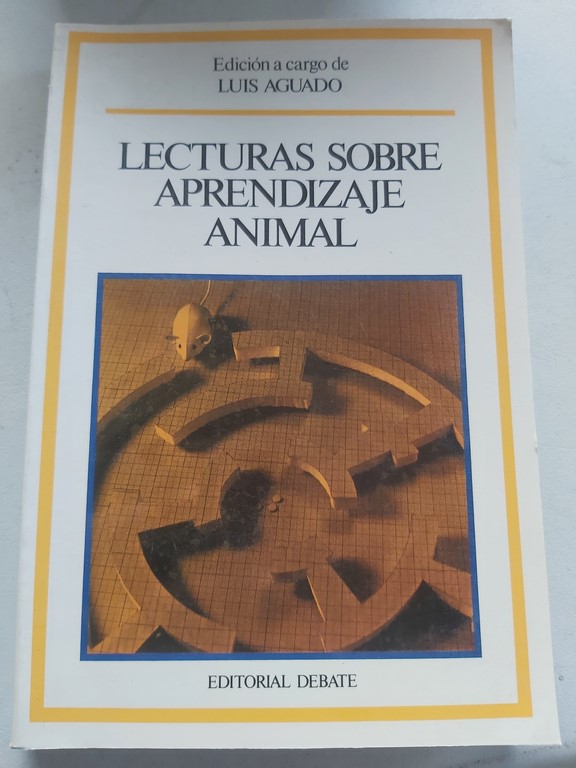 Edición a cargo de
LUIS AGUADO
LECTURAS SOBRE
APRENDIZAJE
ANIMAL
EDITORIAL DEBATE